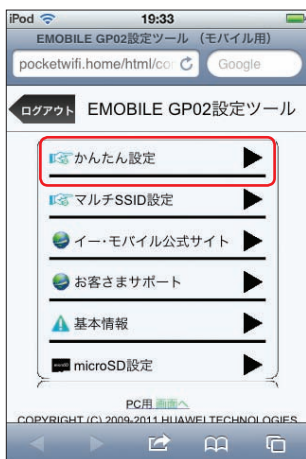 iPod 19:33
EMOBILE GP02設定ツール （モバイル用）
pocketwifi.home/html/co Google
ログアウト EMOBILE GP02設定ツール
かんたん設定
マルチSSID設定
イー・モバイル公式サイト
お客さまサポート
基本情報
microSD設定
PC用 画面へ
COPYRIGHT (C) 2009-2011 HUAWEI TECHNOLOGIES